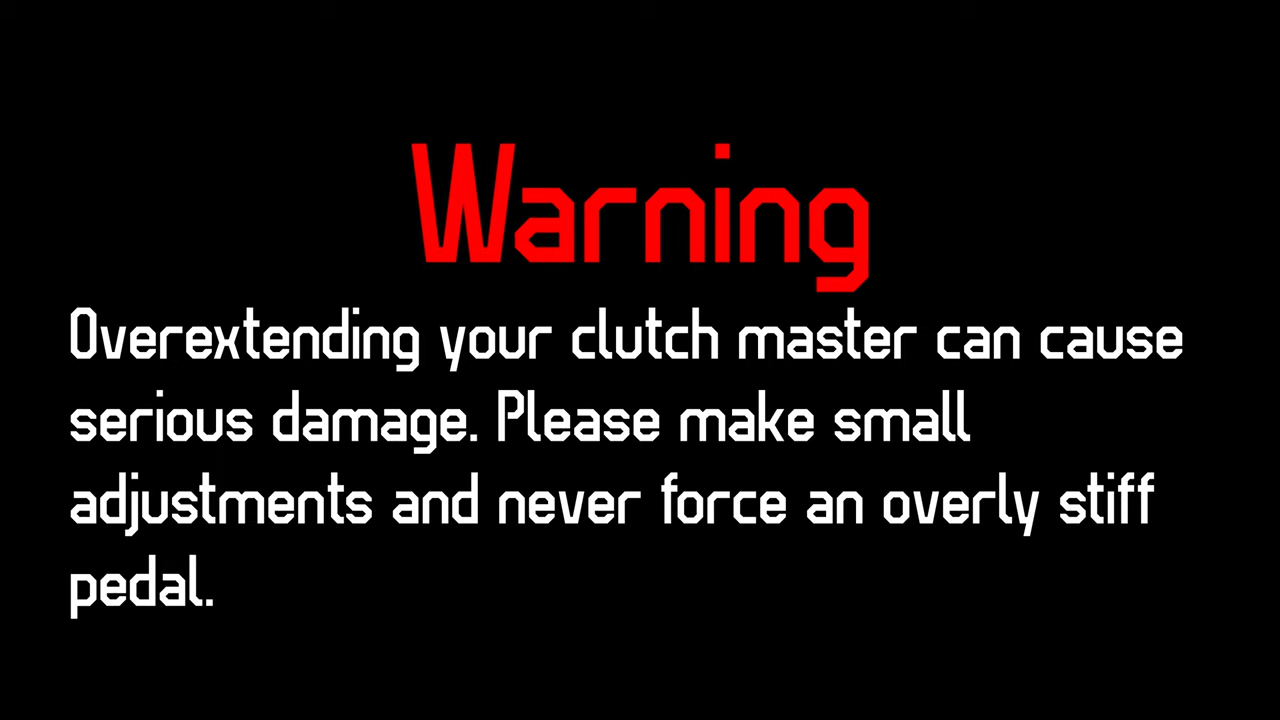 Warning
Overextending your clutch master can cause
serious damage. Please make small
adjustments and never force an overly stiff
pedal.